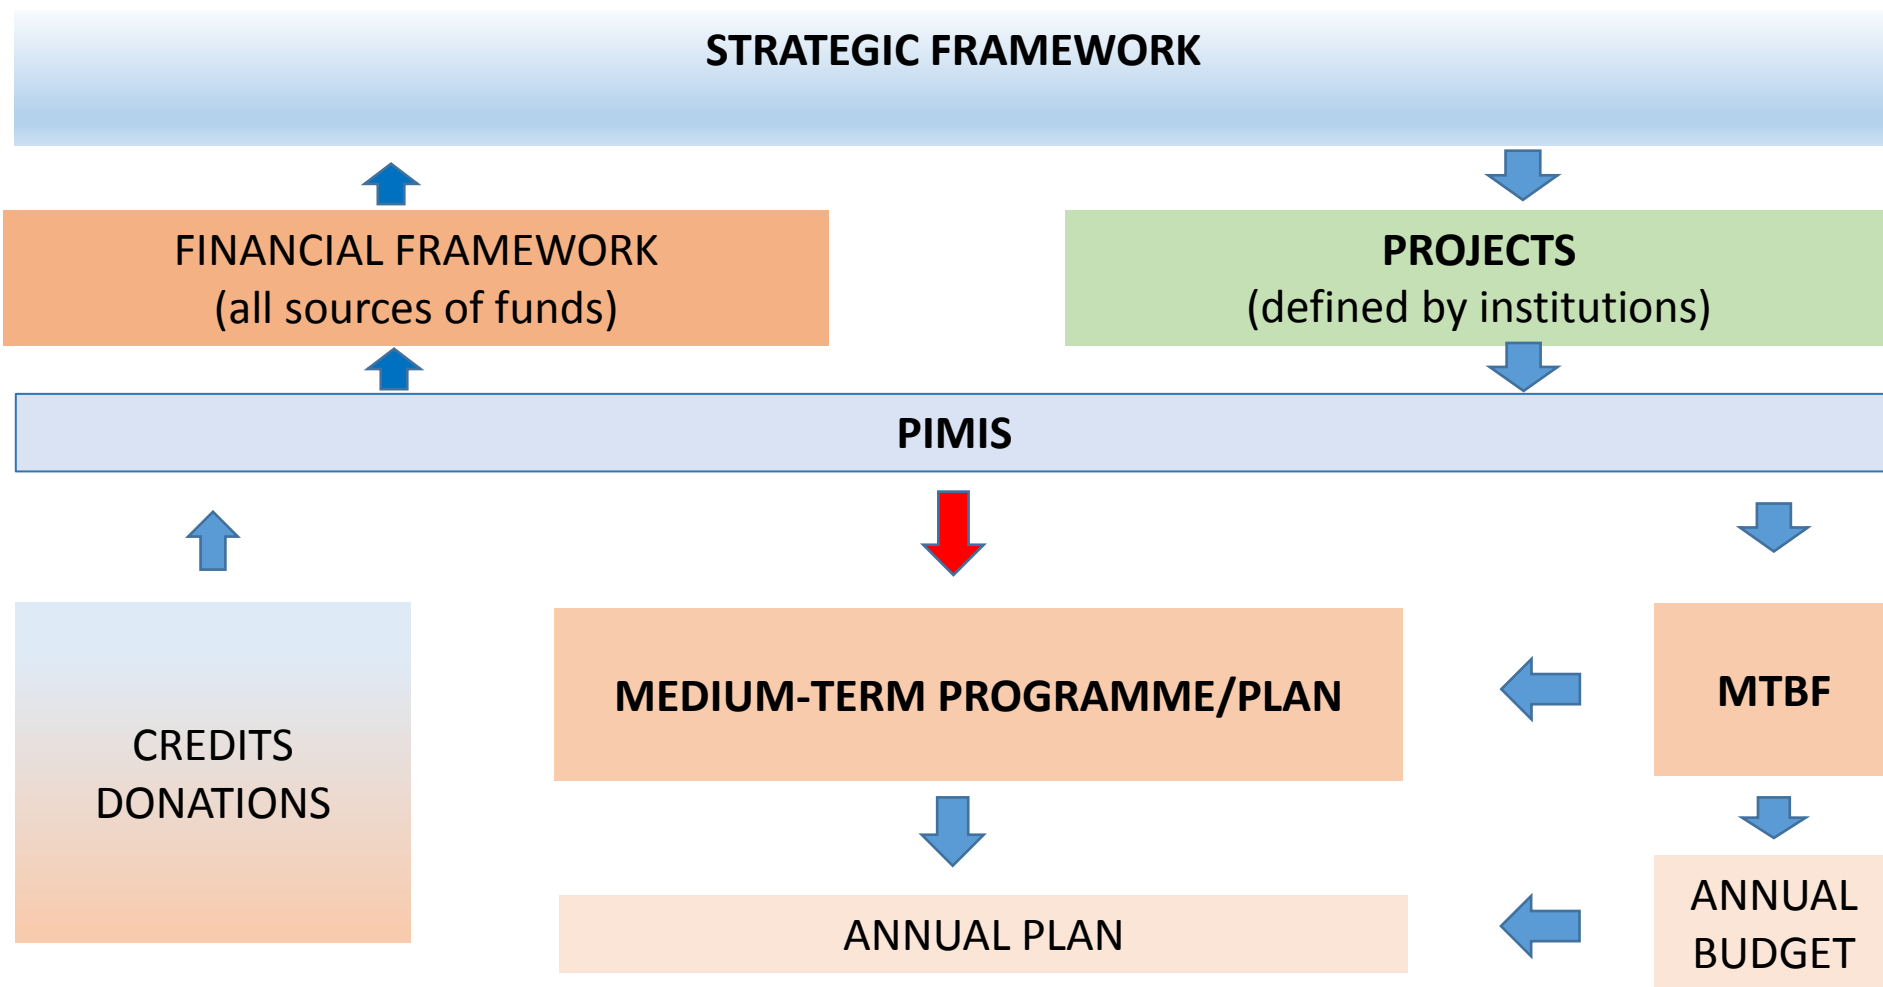 STRATEGIC FRAMEWORK
FINANCIAL FRAMEWORK
(all sources of funds)
PROJECTS
(defined by institutions)
PIMIS
CREDITS
DONATIONS
MEDIUM-TERM PROGRAMME/PLAN
MTBF
ANNUAL PLAN
ANNUAL
BUDGET